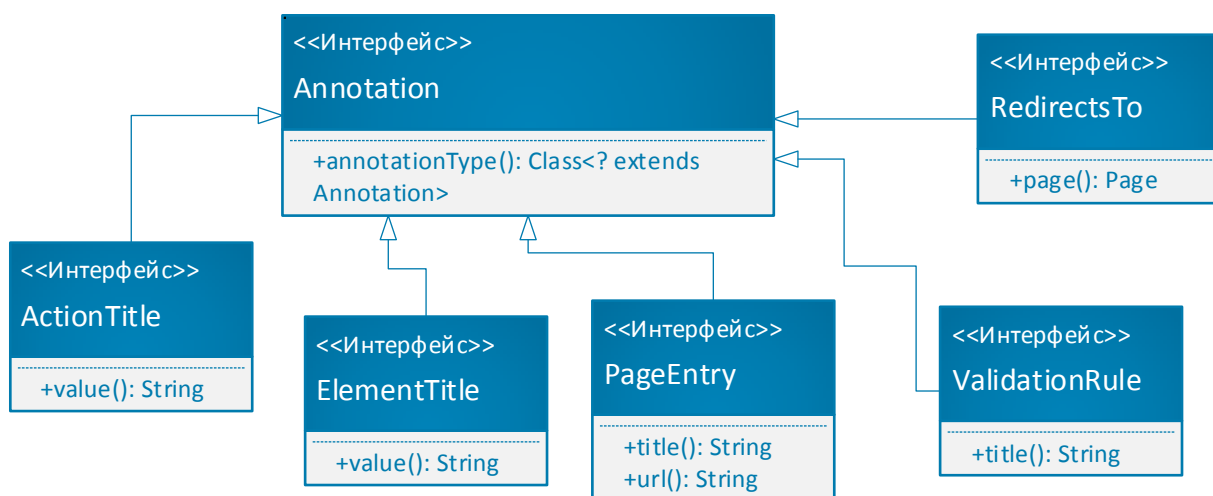 <<Интерфейс>>
Annotation
+annotationType(): Class<? extends
Annotation>
<<Интерфейс>>
RedirectsTo
+page(): Page
<<Интерфейс>>
ActionTitle
+value(): String
<<Интерфейс>>
ElementTitle
+value(): String
<<Интерфейс>>
PageEntry
+title(): String
+url(): String
<<Интерфейс>>
ValidationRule
+title(): String